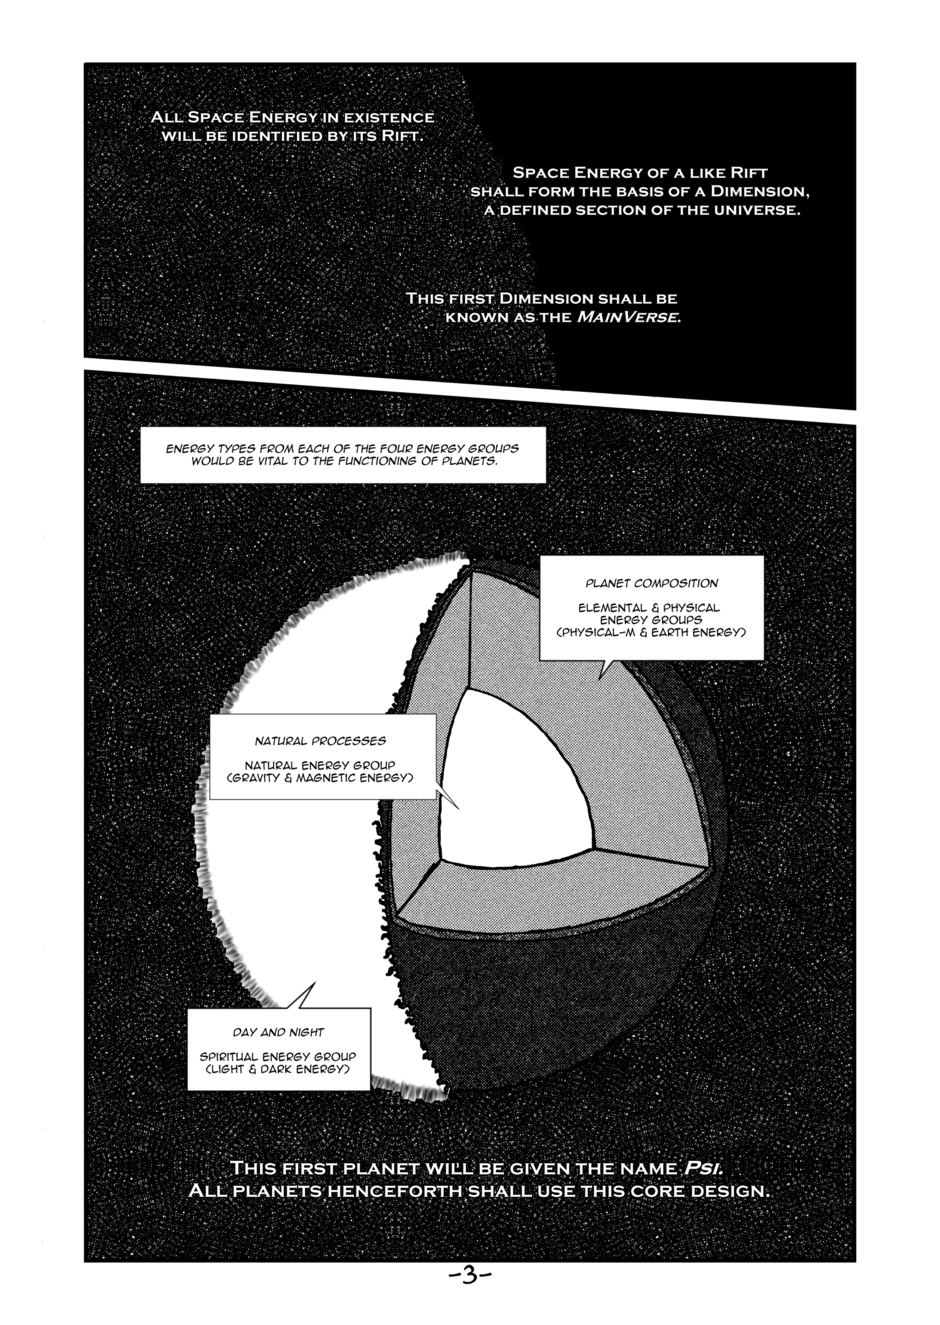 All Space Energy in existence
will be identified by its Rift.
Space Energy of a like Rift
shall form the basis of a Dimension,
a defined section of the universe.
This first Dimension shall be
known as the MainVerse.
ENERGY TYPES FROM EACH OF THE FOUR ENERGY GROUPS
WOULD BE VITAL TO THE FUNCTIONING OF PLANETS.
PLANET COMPOSITION
ELEMENTAL & PHYSICAL
ENERGY GROUPS
(PHYSICAL-M & EARTH ENERGY)
NATURAL PROCESSES
NATURAL ENERGY GROUP
(GRAVITY & MAGNETIC ENERGY)
DAY AND NIGHT
SPIRITUAL ENERGY GROUP
(LIGHT & DARK ENERGY)
This first planet will be given the name Psi.
All planets henceforth shall use this core design.
-3-